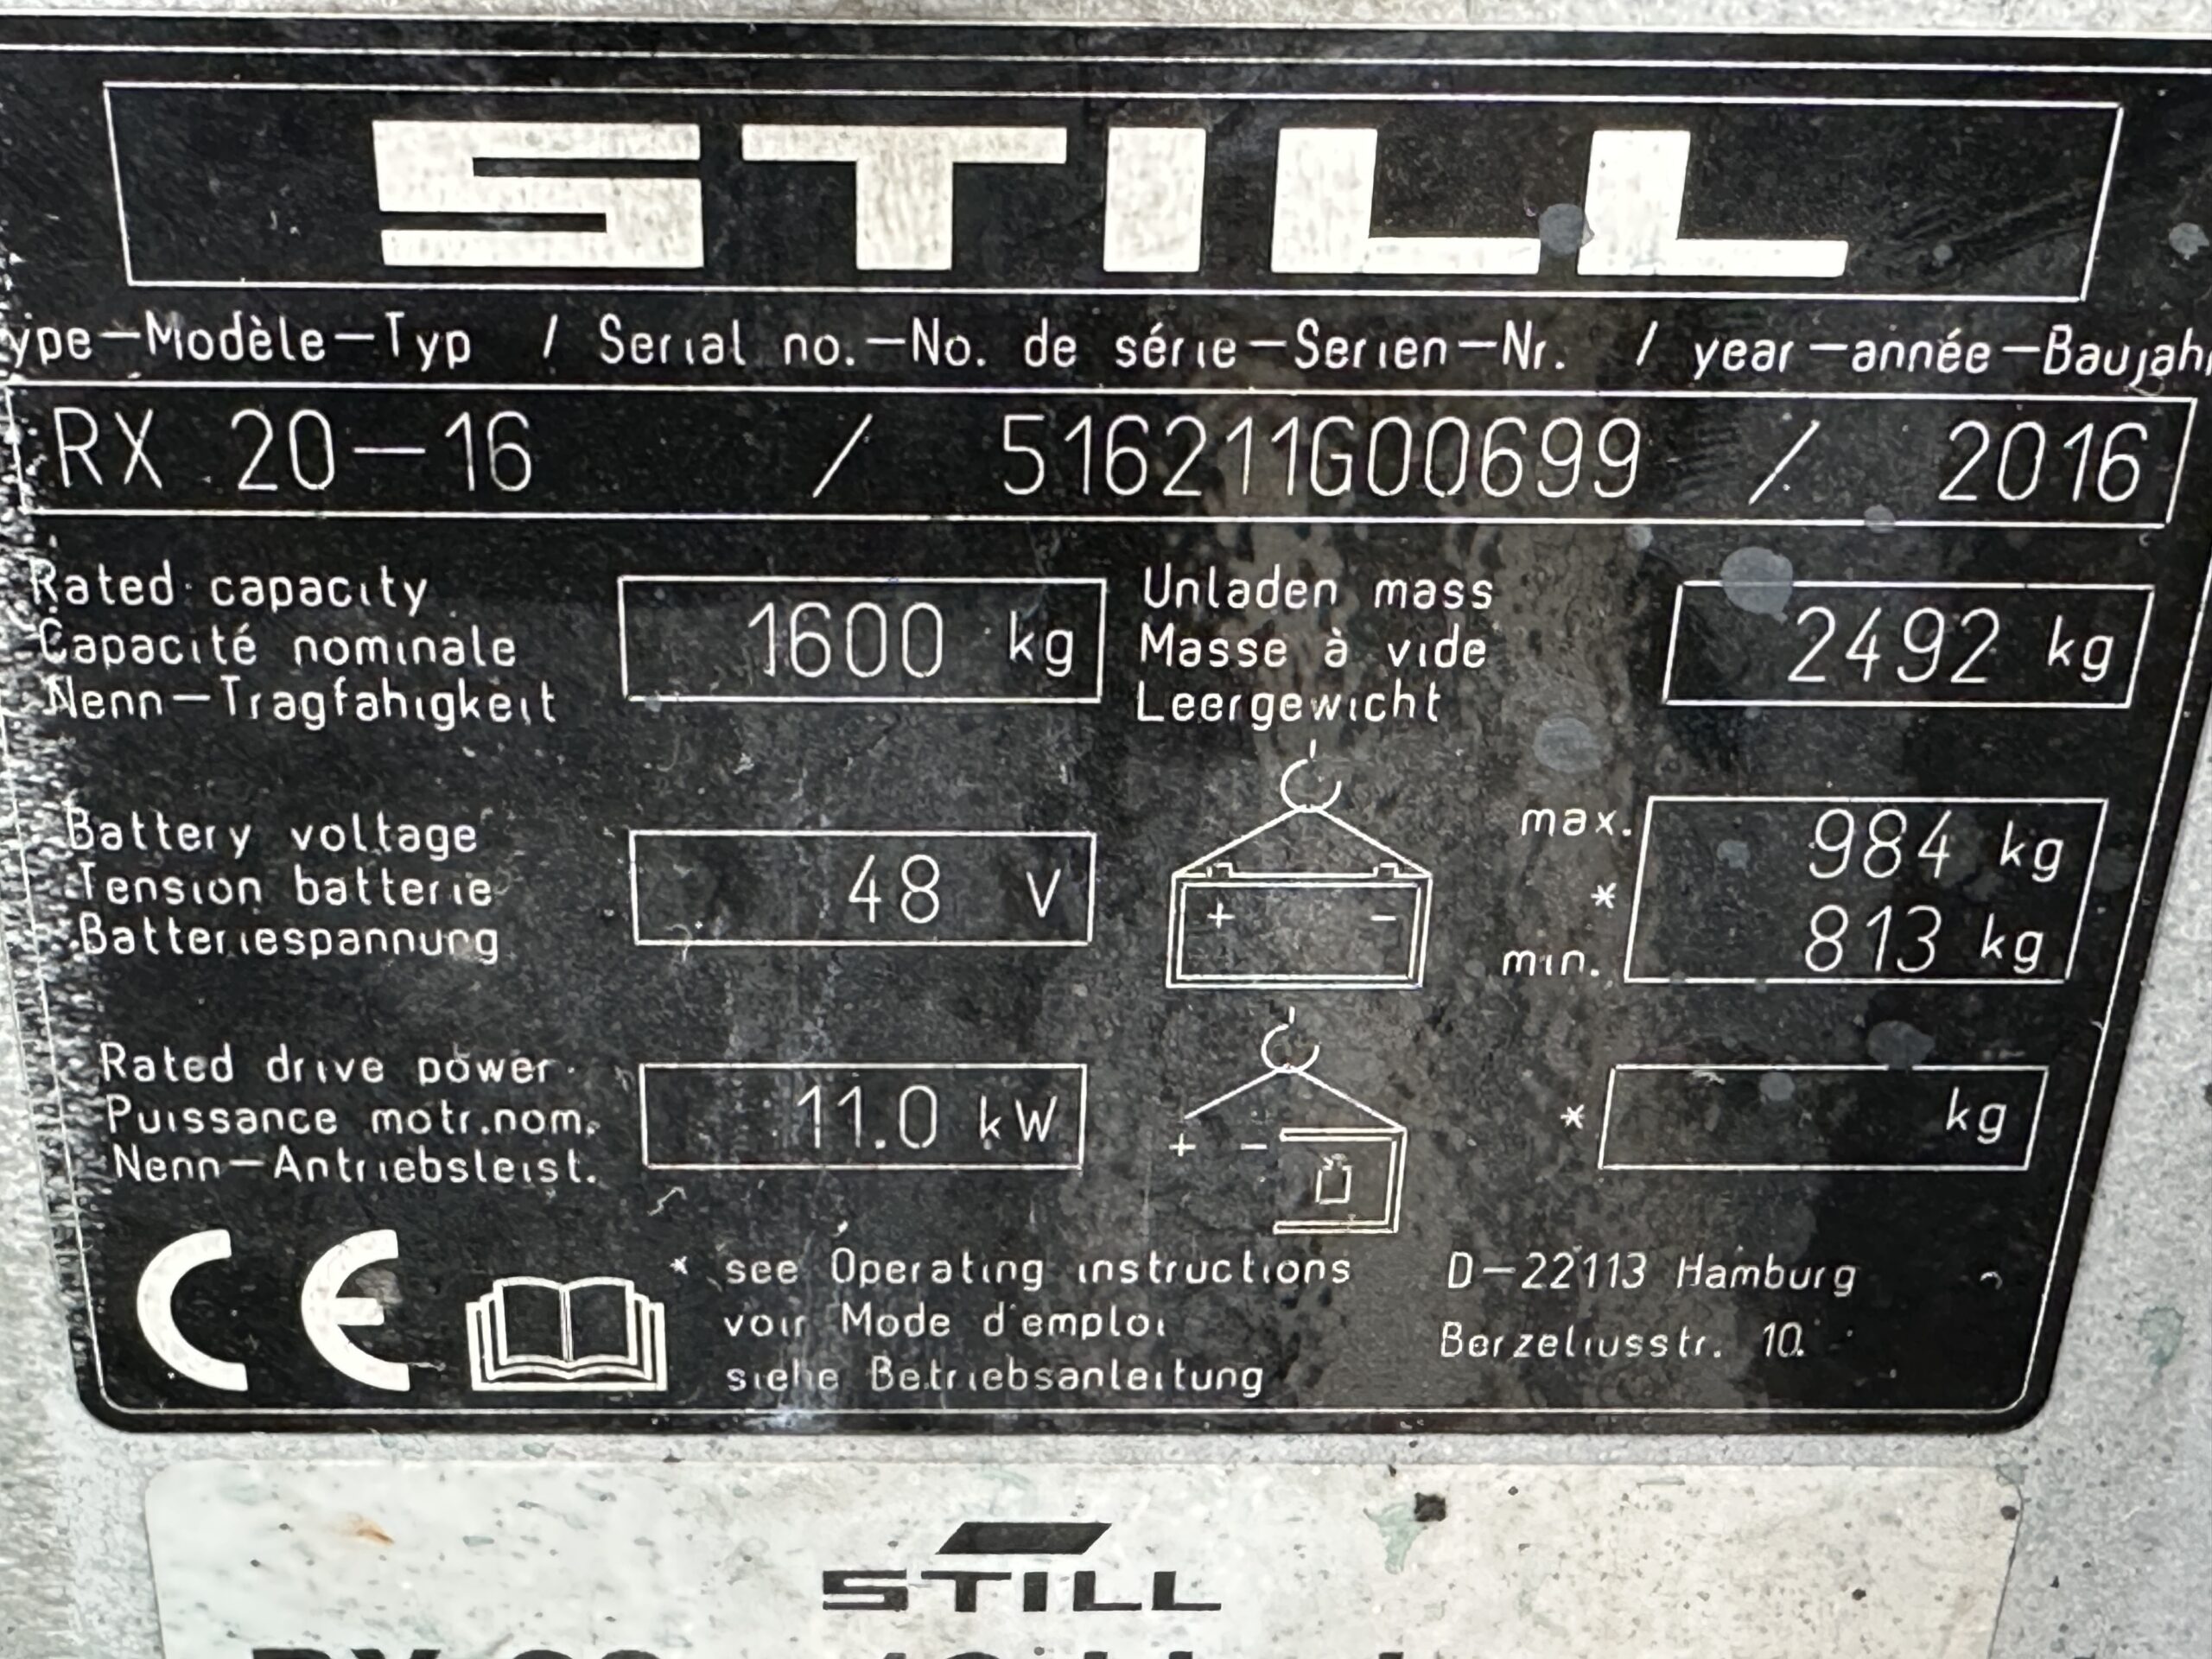 STILL
ype-Modèle-Typ / Serial no.-No. de série-Serien-Nr. / year-année-Baujah
RX 20-16 / 516211G00699 / 2016
Rated capacity
Capacité nominale
Nenn-Tragfahigkeit
1600 kg
Unladen mass
Masse à vide
Leergewicht
2492 kg
Battery voltage
Tension batterie
Batteriespannung
48 V
+ -
max.
*
min.
984 kg
813 kg
Rated drive power
Puissance motr.nom.
Nenn-Antriebsleist.
11.0 kW
+ -
* kg
CE
* see Operating instructions
voir Mode d'emploi
siehe Betriebsanleitung
D-22113 Hamburg
Berzeliusstr. 10
STILL